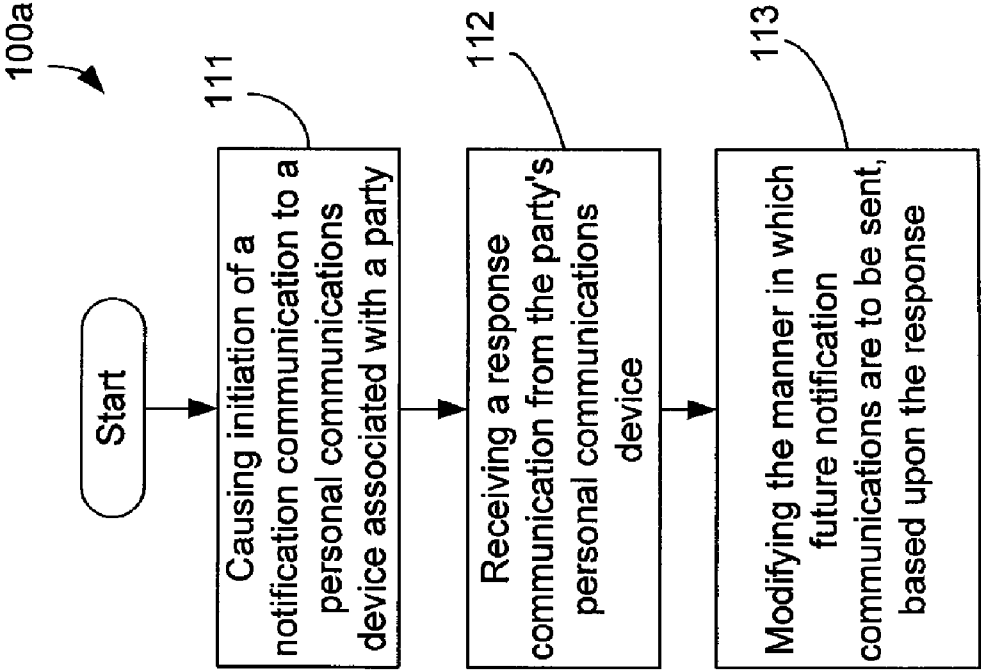 100a
Start
111
Causing initiation of a
notification communication to a
personal communications
device associated with a party
112
Receiving a response
communication from the party's
personal communications
device
113
Modifying the manner in which
future notification
communications are to be sent,
based upon the response